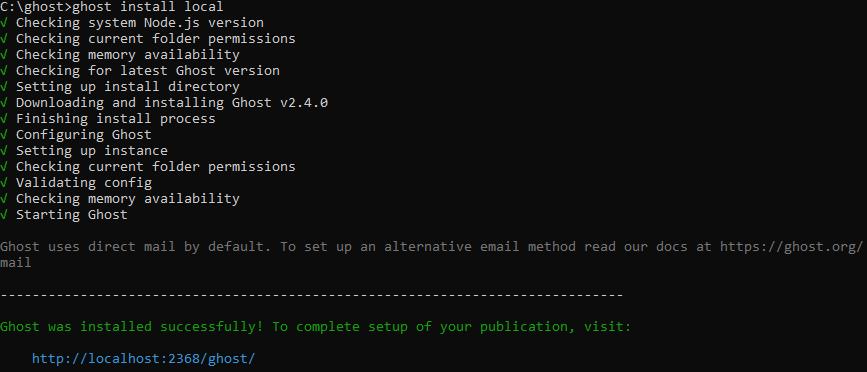 C:\ghost>ghost install local
√ Checking system Node.js version
√ Checking current folder permissions
√ Checking memory availability
√ Checking for latest Ghost version
√ Setting up install directory
√ Downloading and installing Ghost v2.4.0
√ Finishing install process
√ Configuring Ghost
√ Setting up instance
√ Checking current folder permissions
√ Validating config
√ Checking memory availability
√ Starting Ghost
Ghost uses direct mail by default. To set up an alternative email method read our docs at https://ghost.org/
mail
------------------------------------------------------------------------------
Ghost was installed successfully! To complete setup of your publication, visit:
http://localhost:2368/ghost/